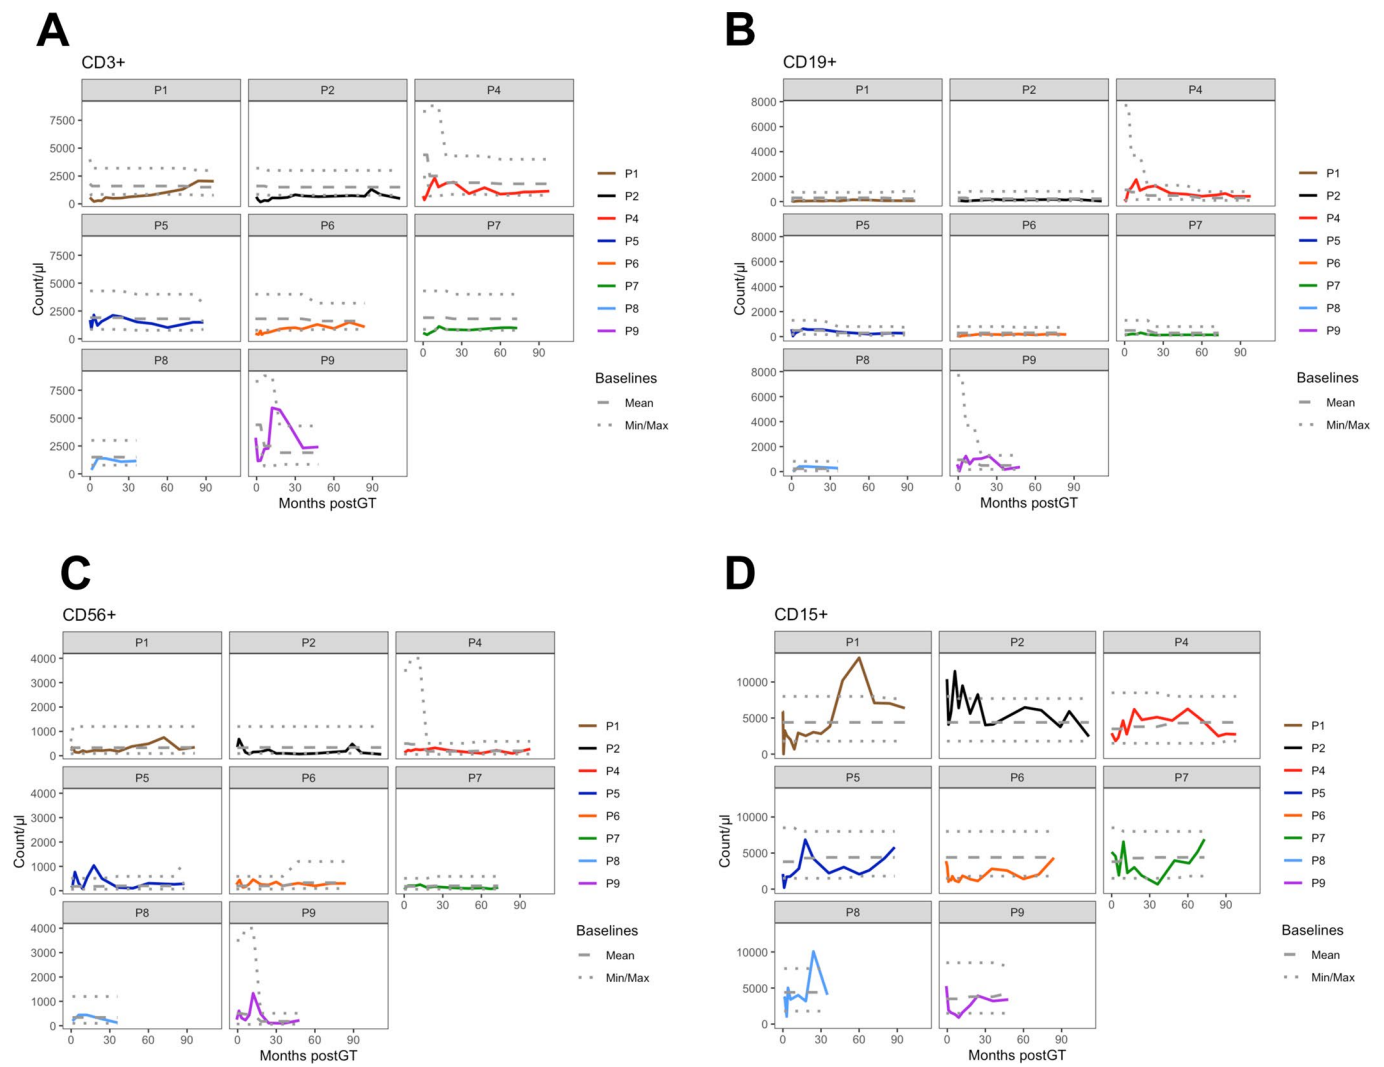 A
B
CD3+
CD19+
P1 P2 P4
P1 P2 P4
7500
5000
2500
0
8000
6000
4000
2000
0
P5 P6 P7
P5 P6 P7
7500
5000
2500
0
8000
6000
4000
2000
0
0 30 60 90
0 30 60 90
P8 P9
P8 P9
7500
5000
2500
0
8000
6000
4000
2000
0
0 30 60 90 0 30 60 90
0 30 60 90 0 30 60 90
Count/μl
Count/μl
Months postGT
Months postGT
P1
P2
P4
P5
P6
P7
P8
P9
Baselines
Mean
Min/Max
P1
P2
P4
P5
P6
P7
P8
P9
Baselines
Mean
Min/Max
C
D
CD56+
CD15+
P1 P2 P4
P1 P2 P4
4000
3000
2000
1000
0
10000
5000
0
P5 P6 P7
P5 P6 P7
4000
3000
2000
1000
0
10000
5000
0
0 30 60 90
0 30 60 90
P8 P9
P8 P9
4000
3000
2000
1000
0
10000
5000
0
0 30 60 90 0 30 60 90
0 30 60 90 0 30 60 90
Count/μl
Count/μl
Months postGT
Months postGT
P1
P2
P4
P5
P6
P7
P8
P9
Baselines
Mean
Min/Max
P1
P2
P4
P5
P6
P7
P8
P9
Baselines
Mean
Min/Max